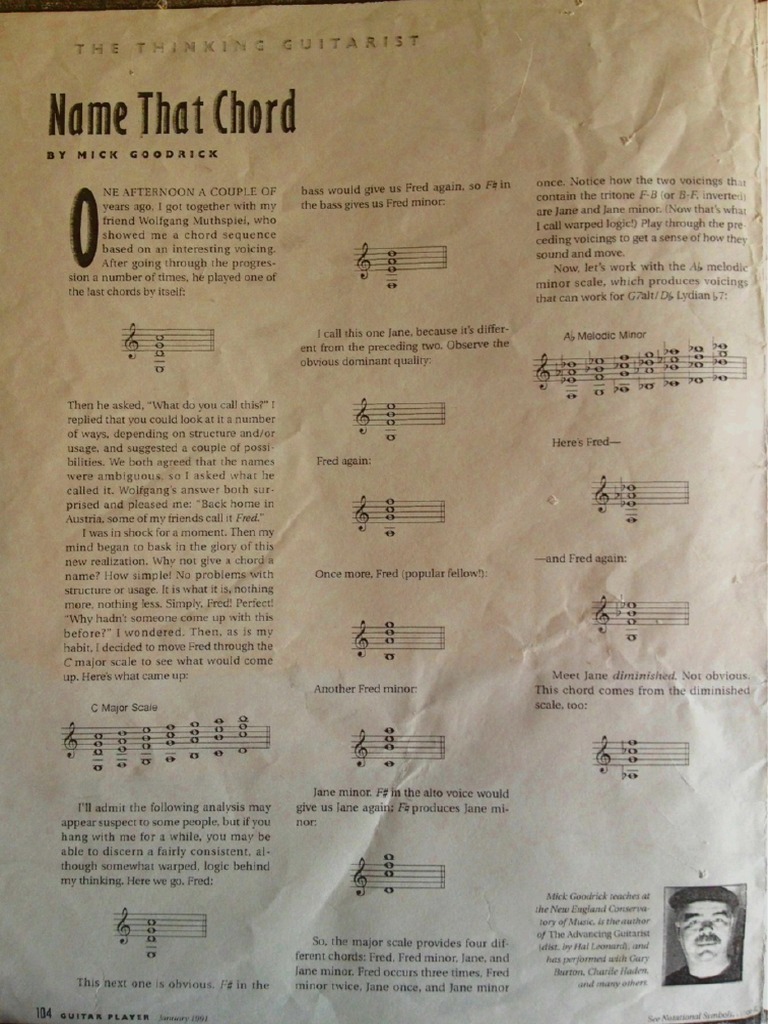 THE THINKING GUITARIST
Name That Chord
BY MICK GOODRICK
ONE AFTERNOON A COUPLE OF
years ago, I got together with my
friend Wolfgang Muthspiel, who
showed me a chord sequence
based on an interesting voicing.
After going through the progres-
sion a number of times, he played one of
the last chords by itself:
Then he asked, "What do you call this?" I
replied that you could look at it a number
of ways, depending on structure and/or
usage, and suggested a couple of possi-
bilities. We both agreed that the names
were ambiguous, so I asked what he
called it. Wolfgang's answer both sur-
prised and pleased me: "Back home in
Austria, some of my friends call it Fred."
I was in shock for a moment. Then my
mind began to bask in the glory of this
new realization. Why not give a chord a
name? How simple! No problems with
structure or usage. It is what it is, nothing
more, nothing less. Simply, Fred! Perfect!
"Why hadn't someone come up with this
before?" I wondered. Then, as is my
habit, I decided to move Fred through the
C major scale to see what would come
up. Here's what came up:
C Major Scale
I'll admit the following analysis may
appear suspect to some people, but if you
hang with me for a while, you may be
able to discern a fairly consistent, al-
though somewhat warped, logic behind
my thinking. Here we go. Fred:
This next one is obvious. F# in the
bass would give us Fred again, so F♮ in
the bass gives us Fred minor:
I call this one Jane, because it's differ-
ent from the preceding two. Observe the
obvious dominant quality:
Fred again:
Once more, Fred (popular fellow!):
Another Fred minor:
Jane minor. F# in the alto voice would
give us Jane again; F♮ produces Jane mi-
nor:
So, the major scale provides four dif-
ferent chords: Fred, Fred minor, Jane, and
Jane minor. Fred occurs three times, Fred
minor twice, Jane once, and Jane minor
once. Notice how the two voicings that
contain the tritone F-B (or B-F, inverted)
are Jane and Jane minor. (Now that's what
I call warped logic!) Play through the pre-
ceding voicings to get a sense of how they
sound and move.
Now, let's work with the A♭ melodic
minor scale, which produces voicings
that can work for G7alt/D♭ Lydian ♭7:
A♭ Melodic Minor
Here's Fred—
—and Fred again:
Meet Jane diminished. Not obvious.
This chord comes from the diminished
scale, too:
Mick Goodrick teaches at
the New England Conserva-
tory of Music, is the author
of The Advancing Guitarist
(dist. by Hal Leonard), and
has performed with Gary
Burton, Charlie Haden,
and many others.
104 GUITAR PLAYER January 1991
See Notational Symbols,